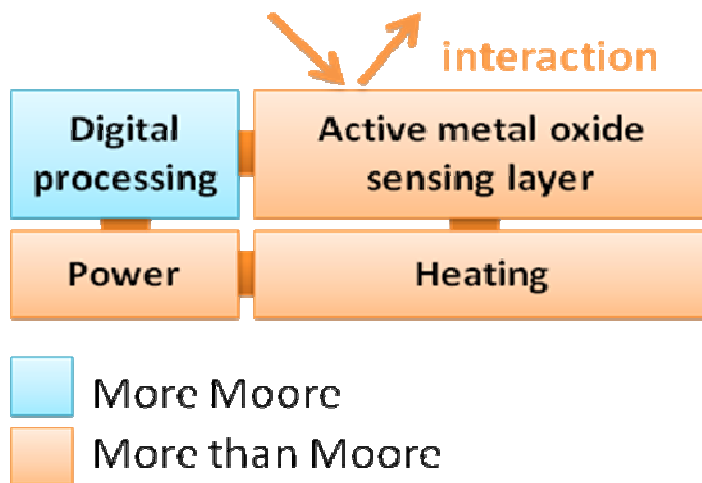 interaction
Digital
processing
Active metal oxide
sensing layer
Power
Heating
More Moore
More than Moore